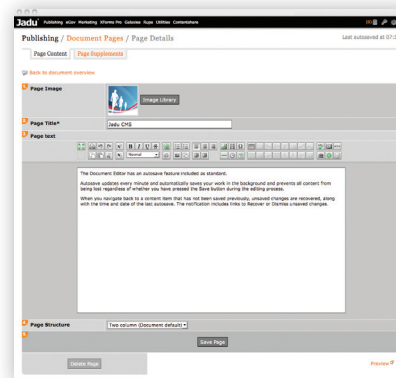 Jadu Publishing eGov Marketing XForms Pro Galaxies Rupa Utilities Contentshare
Publishing / Document Pages / Page Details
Last autosaved at 07:
Page Content Page Supplements
Back to document overview
Page Image
Image Library
Page Title*
Jadu CMS
Page text
Normal
The Document Editor has an autosave feature included as standard.
Autosave updates every minute and automatically saves your work in the background and prevents all content from
being lost regardless of whether you have pressed the Save button during the editing process.
When you navigate back to a content item that has not been saved previously, unsaved changes are recovered, along
with the time and date of the last autosave. The notification includes links to Recover or Dismiss unsaved changes.
Page Structure
Two column (Document default)
Save Page
Delete Page
Preview